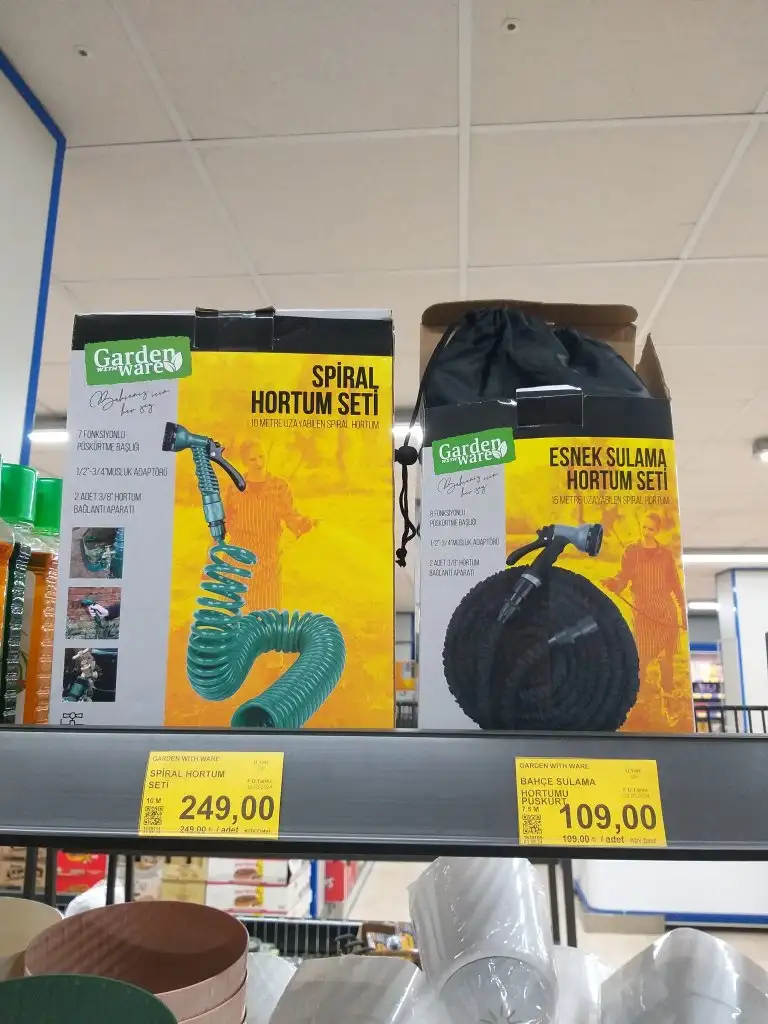 Garden
WITH ware
Bahçeniz için
her şey
SPİRAL
HORTUM SETİ
10 METRE UZAYABİLEN SPİRAL HORTUM
7 FONKSİYONLU
PÜSKÜRTME BAŞLIĞI
1/2"-3/4"MUSLUK ADAPTÖRÜ
2 ADET 3/8" HORTUM
BAĞLANTI APARATI
Garden
WITH ware
Bahçeniz için
her şey
ESNEK SULAMA
HORTUM SETİ
15 METRE UZAYABİLEN SPİRAL HORTUM
8 FONKSİYONLU
PÜSKÜRTME BAŞLIĞI
1/2"-3/4"MUSLUK ADAPTÖRÜ
2 ADET 3/8" HORTUM
BAĞLANTI APARATI
GARDEN WITH WARE
SPİRAL HORTUM
SETİ
10 M
249,00
249.00 ₺ / adet
GARDEN WITH WARE
BAHÇE SULAMA
HORTUMU
PÜSKÜRT
7.5 M
109,00
109.00 ₺ / adet